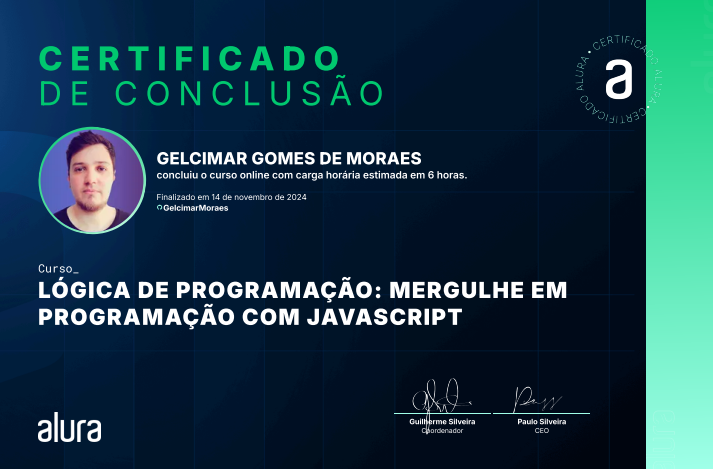 CERTIFICADO
DE CONCLUSÃO
CERTIFICADO ALURA • CERTIFICADO ALURA •
a
GELCIMAR GOMES DE MORAES
concluiu o curso online com carga horária estimada em 6 horas.
Finalizado em 14 de novembro de 2024
GelcimarMoraes
Curso_
LÓGICA DE PROGRAMAÇÃO: MERGULHE EM
PROGRAMAÇÃO COM JAVASCRIPT
alura
Guilherme Silveira
Coordenador
Paulo Silveira
CEO